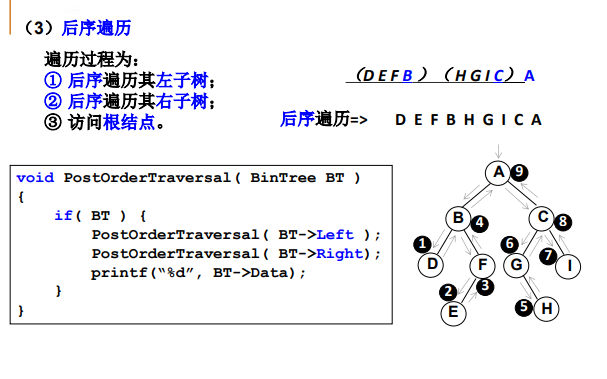 （3）后序遍历
遍历过程为：
① 后序遍历其左子树；
② 后序遍历其右子树；
③ 访问根结点。
（D E F B ）（ H G I C ）A
后序遍历=> D E F B H G I C A
void PostOrderTraversal( BinTree BT )
{
if( BT ) {
PostOrderTraversal( BT->Left );
PostOrderTraversal( BT->Right);
printf(“%d”, BT->Data);
}
}
A 9
B 4 C 8
1 D F 6 G 7 I
2 E 3 5 H